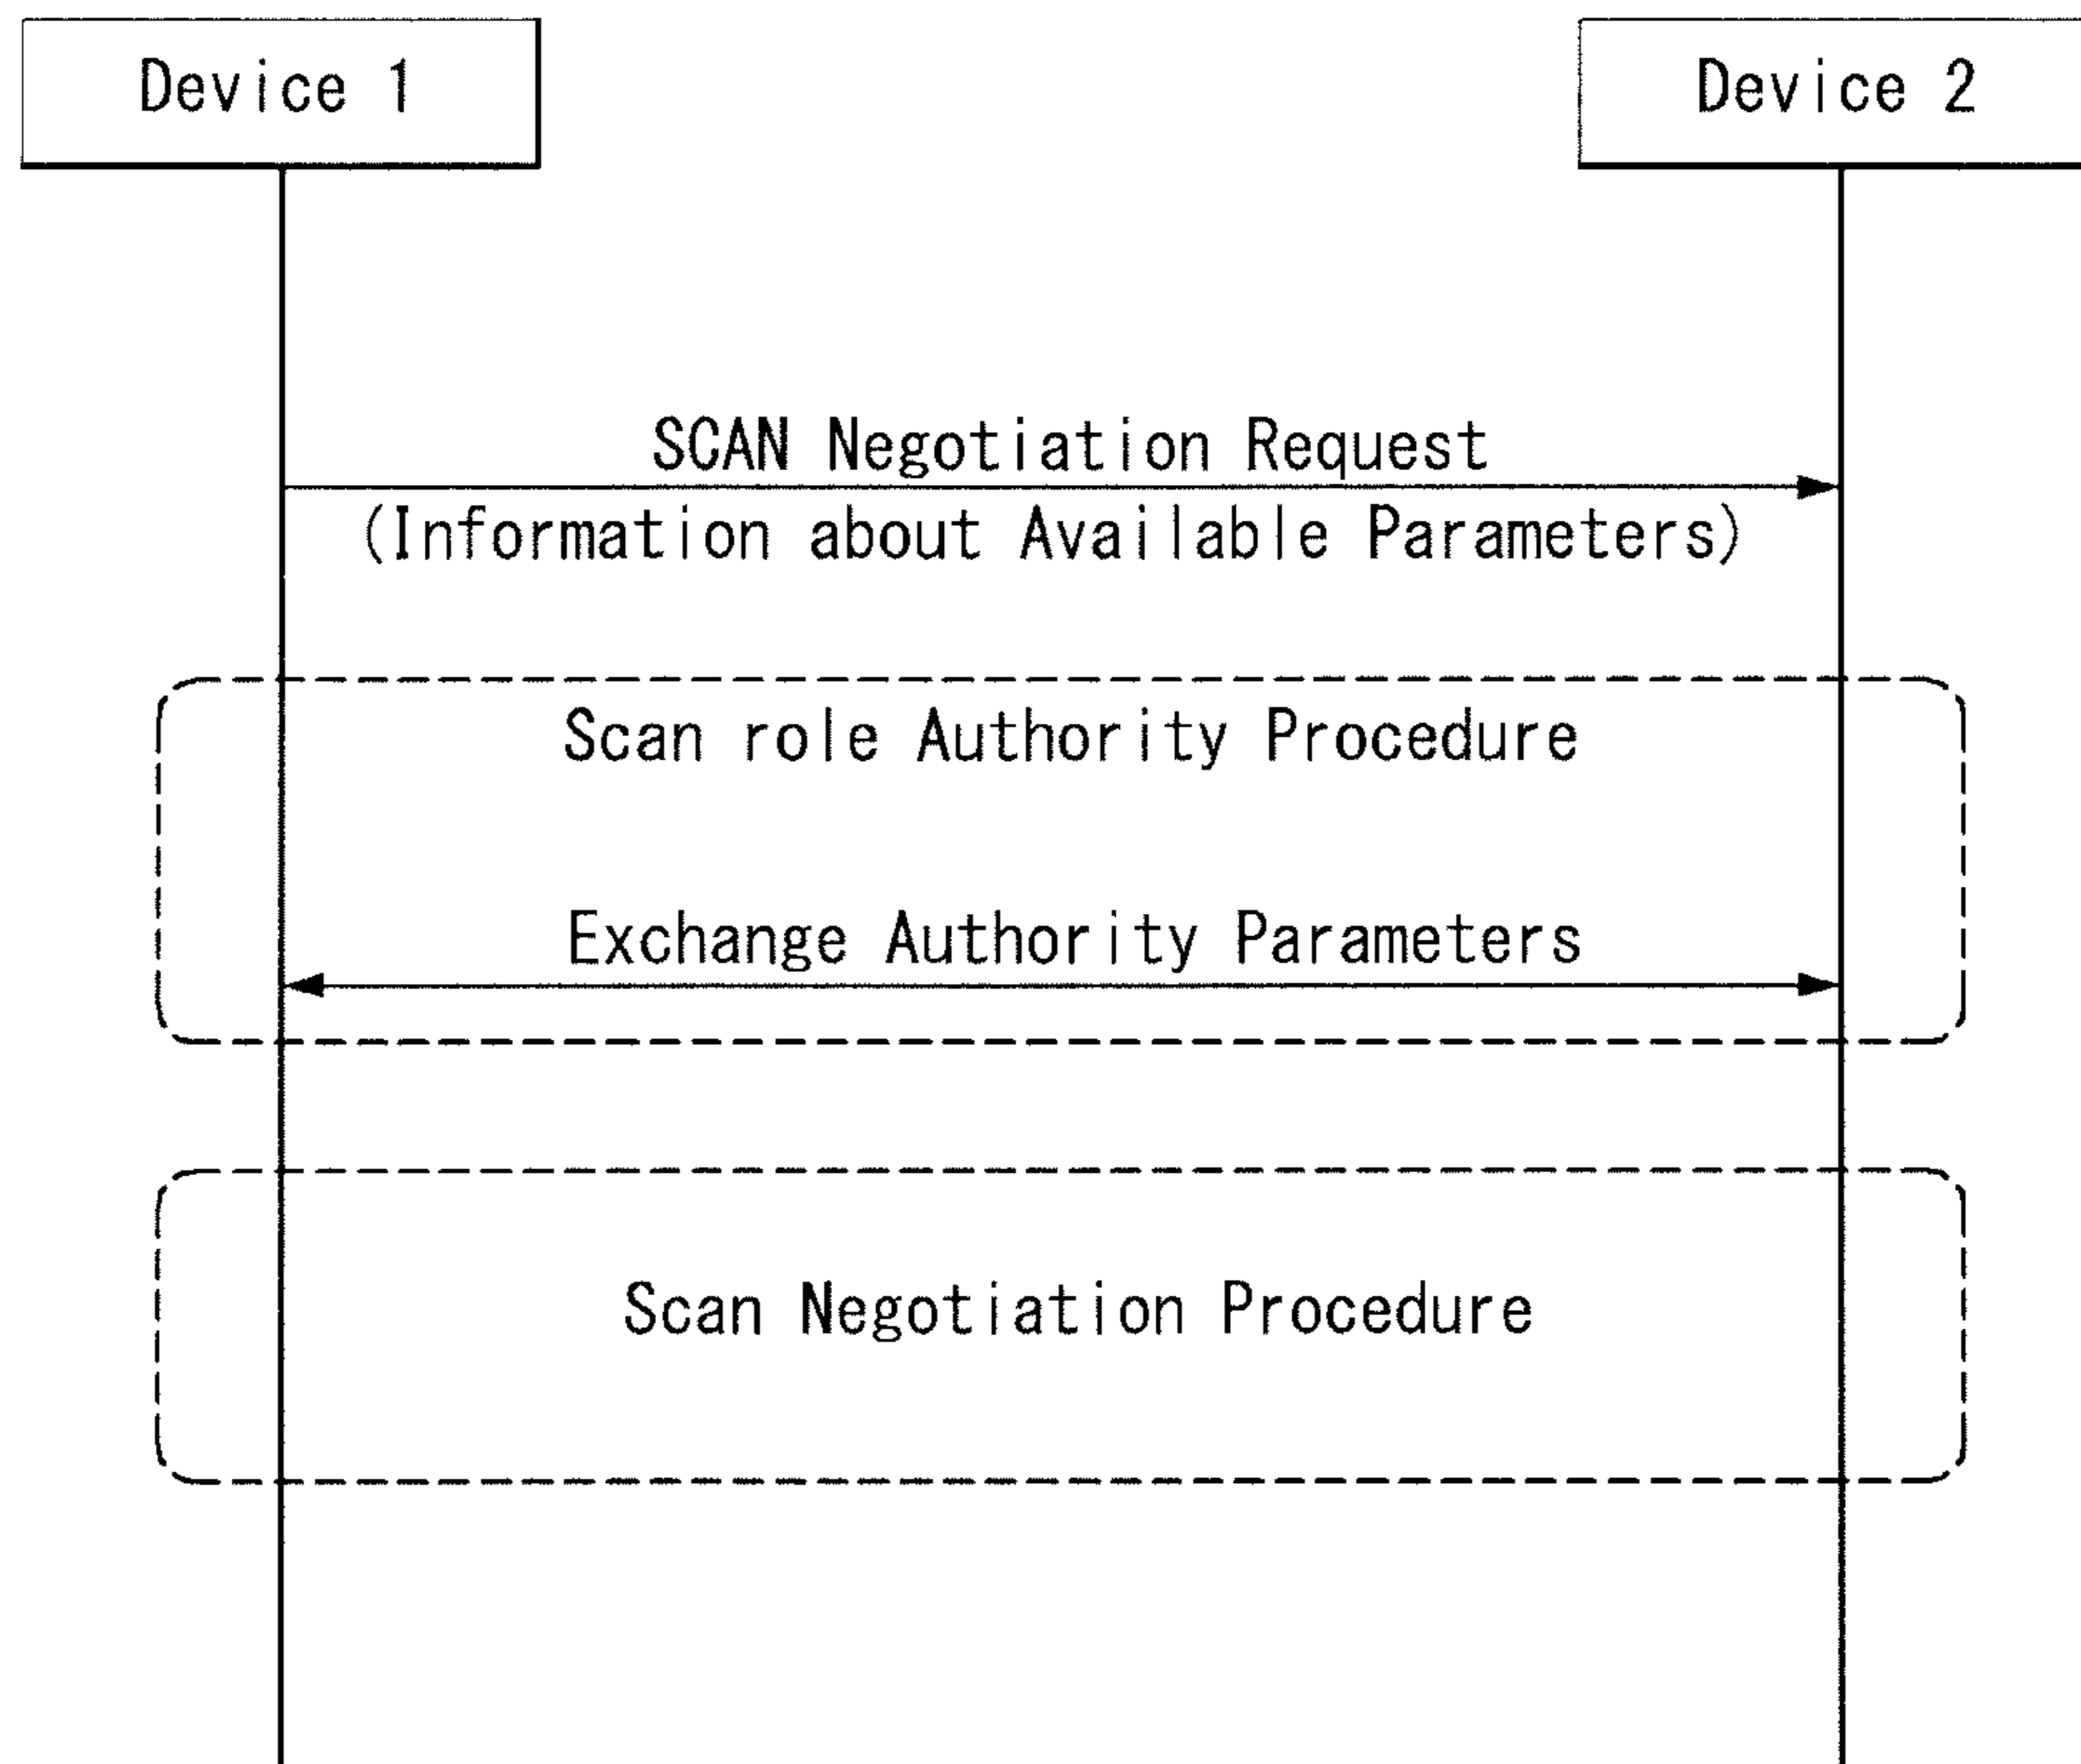 Device 1
Device 2
SCAN Negotiation Request
(Information about Available Parameters)
Scan role Authority Procedure
Exchange Authority Parameters
Scan Negotiation Procedure